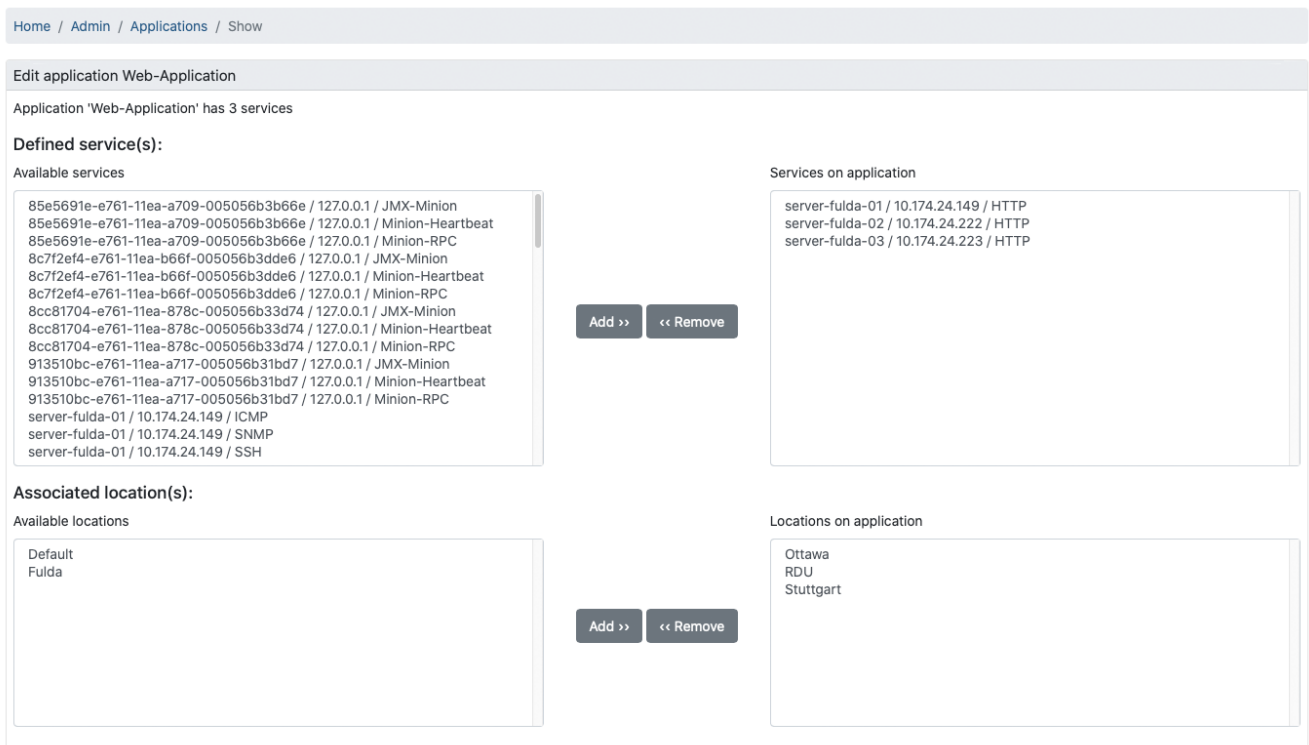 Home / Admin / Applications / Show
Edit application Web-Application
Application 'Web-Application' has 3 services
Defined service(s):
Available services
85e5691e-e761-11ea-a709-005056b3b66e / 127.0.0.1 / JMX-Minion
85e5691e-e761-11ea-a709-005056b3b66e / 127.0.0.1 / Minion-Heartbeat
85e5691e-e761-11ea-a709-005056b3b66e / 127.0.0.1 / Minion-RPC
8c7f2ef4-e761-11ea-b66f-005056b3dde6 / 127.0.0.1 / JMX-Minion
8c7f2ef4-e761-11ea-b66f-005056b3dde6 / 127.0.0.1 / Minion-Heartbeat
8c7f2ef4-e761-11ea-b66f-005056b3dde6 / 127.0.0.1 / Minion-RPC
8cc81704-e761-11ea-878c-005056b33d74 / 127.0.0.1 / JMX-Minion
8cc81704-e761-11ea-878c-005056b33d74 / 127.0.0.1 / Minion-Heartbeat
8cc81704-e761-11ea-878c-005056b33d74 / 127.0.0.1 / Minion-RPC
913510bc-e761-11ea-a717-005056b31bd7 / 127.0.0.1 / JMX-Minion
913510bc-e761-11ea-a717-005056b31bd7 / 127.0.0.1 / Minion-Heartbeat
913510bc-e761-11ea-a717-005056b31bd7 / 127.0.0.1 / Minion-RPC
server-fulda-01 / 10.174.24.149 / ICMP
server-fulda-01 / 10.174.24.149 / SNMP
server-fulda-01 / 10.174.24.149 / SSH
Add ››
‹‹ Remove
Services on application
server-fulda-01 / 10.174.24.149 / HTTP
server-fulda-02 / 10.174.24.222 / HTTP
server-fulda-03 / 10.174.24.223 / HTTP
Associated location(s):
Available locations
Default
Fulda
Add ››
‹‹ Remove
Locations on application
Ottawa
RDU
Stuttgart